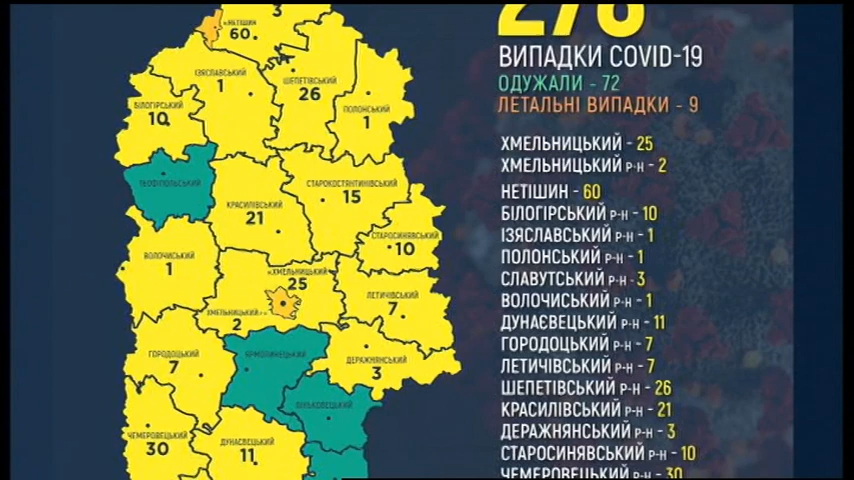 3
м.НЕТІШИН
60
ІЗЯСЛАВСЬКИЙ
1
ШЕПЕТІВСЬКИЙ
26
ПОЛОНСЬКИЙ
1
БІЛОГІРСЬКИЙ
10
ТЕОФІПОЛЬСЬКИЙ
КРАСИЛІВСЬКИЙ
21
СТАРОКОСТЯНТИНІВСЬКИЙ
15
СТАРОСИНЯВСЬКИЙ
10
ВОЛОЧИСЬКИЙ
1
м.ХМЕЛЬНИЦЬКИЙ
25
ХМЕЛЬНИЦЬКИЙ р-н
2
ЛЕТИЧІВСЬКИЙ
7
ГОРОДОЦЬКИЙ
7
ЯРМОЛИНЕЦЬКИЙ
ДЕРАЖНЯНСЬКИЙ
3
ЧЕМЕРОВЕЦЬКИЙ
30
ДУНАЄВЕЦЬКИЙ
11
ВИПАДКИ COVID-19
ОДУЖАЛИ - 72
ЛЕТАЛЬНІ ВИПАДКИ - 9
ХМЕЛЬНИЦЬКИЙ - 25
ХМЕЛЬНИЦЬКИЙ Р-Н - 2
НЕТІШИН - 60
БІЛОГІРСЬКИЙ Р-Н - 10
ІЗЯСЛАВСЬКИЙ Р-Н - 1
ПОЛОНСЬКИЙ Р-Н - 1
СЛАВУТСЬКИЙ Р-Н - 3
ВОЛОЧИСЬКИЙ Р-Н - 1
ДУНАЄВЕЦЬКИЙ Р-Н - 11
ГОРОДОЦЬКИЙ Р-Н - 7
ЛЕТИЧІВСЬКИЙ Р-Н - 7
ШЕПЕТІВСЬКИЙ Р-Н - 26
КРАСИЛІВСЬКИЙ Р-Н - 21
ДЕРАЖНЯНСЬКИЙ Р-Н - 3
СТАРОСИНЯВСЬКИЙ Р-Н - 10
ЧЕМЕРОВЕЦЬКИЙ Р-Н - 30